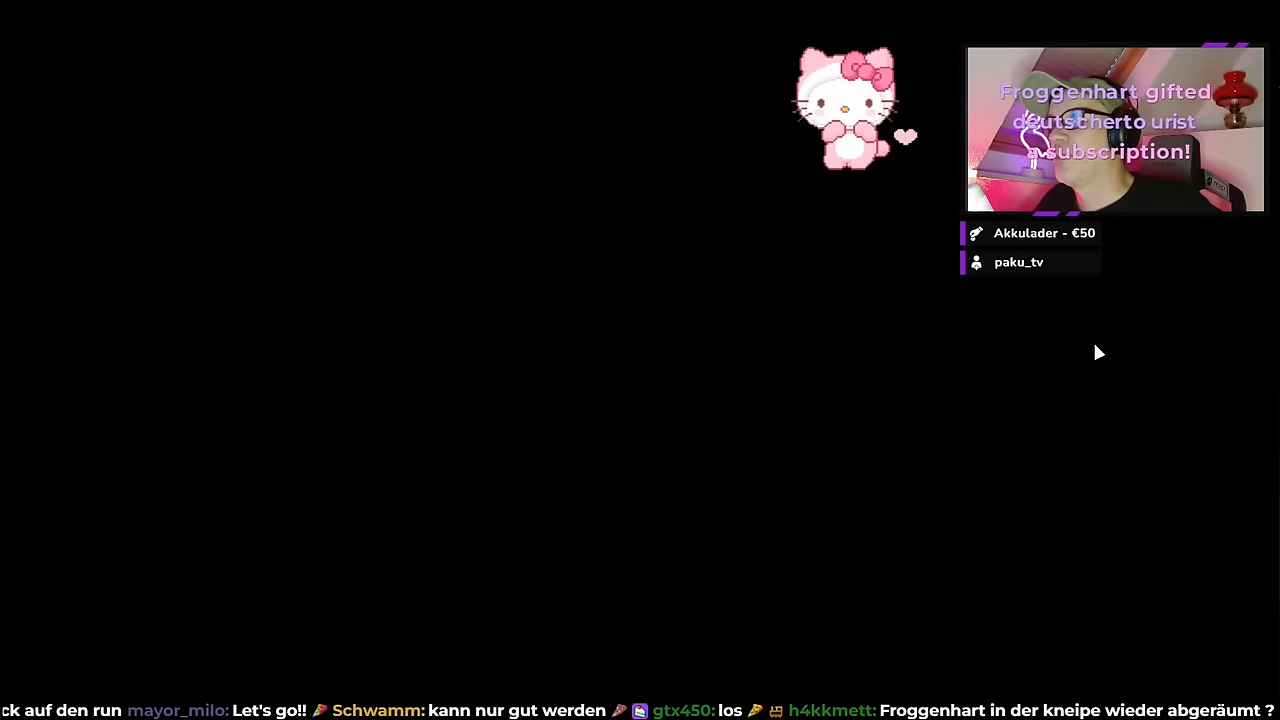 Froggenhart gifted
deutscherto urist
a subscription!
Akkulader - €50
paku_tv
ck auf den run mayor_milo: Let's go!! Schwamm: kann nur gut werden gtx450: los h4kkmett: Froggenhart in der kneipe wieder abgeräumt ?